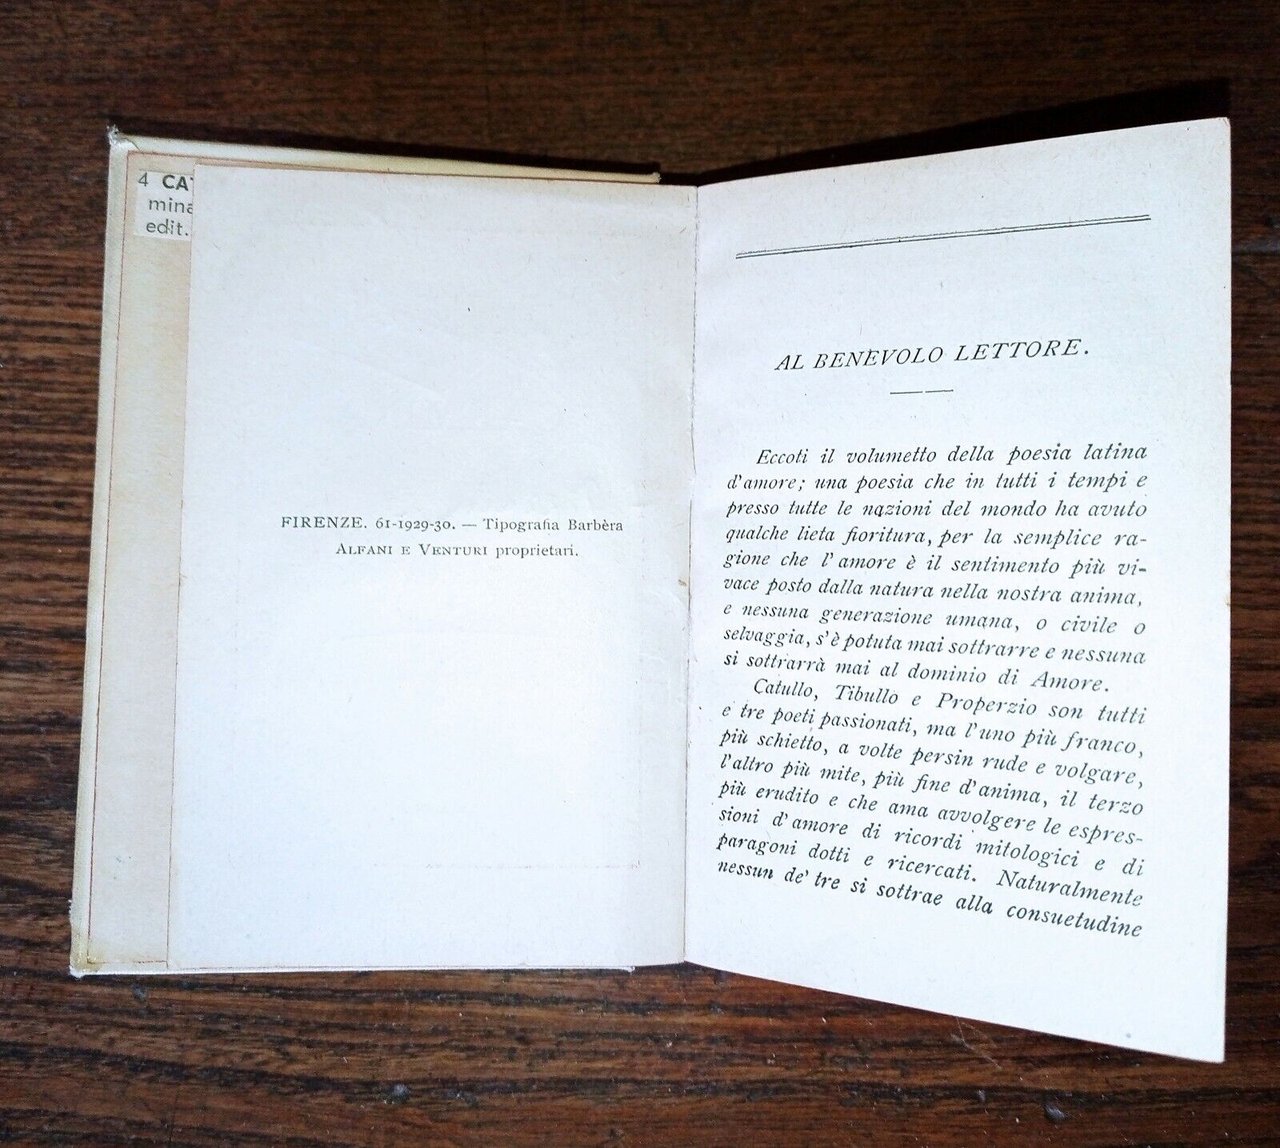 4 CAT
mina
edit.
FIRENZE. 61-1929-30. — Tipografia Barbèra
ALFANI E VENTURI proprietari.
AL BENEVOLO LETTORE.
Eccoti il volumetto della poesia latina
d'amore; una poesia che in tutti i tempi e
presso tutte le nazioni del mondo ha avuto
qualche lieta fioritura, per la semplice ra-
gione che l'amore è il sentimento più vi-
vace posto dalla natura nella nostra anima,
e nessuna generazione umana, o civile o
selvaggia, s'è potuta mai sottrarre e nessuna
si sottrarrà mai al dominio di Amore.
Catullo, Tibullo e Properzio son tutti
e tre poeti passionati, ma l'uno più franco,
più schietto, a volte persin rude e volgare,
l'altro più mite, più fine d'anima, il terzo
più erudito e che ama avvolgere le espres-
sioni d'amore di ricordi mitologici e di
paragoni dotti e ricercati. Naturalmente
nessun de' tre si sottrae alla consuetudine